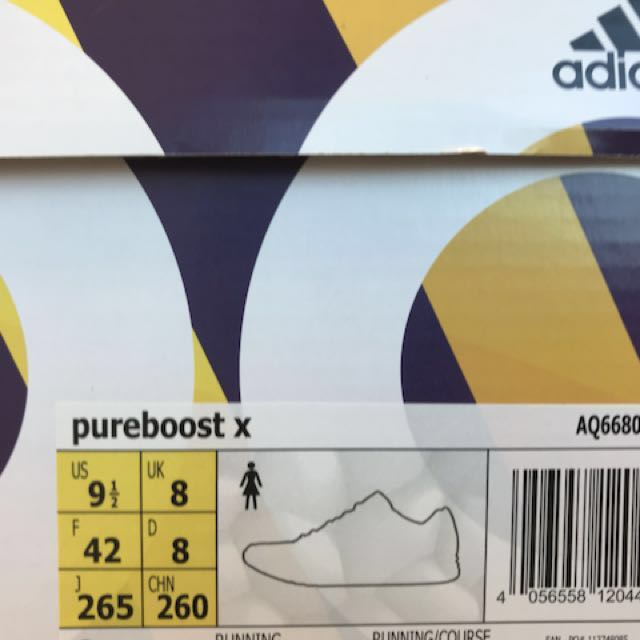 adid
pureboost x AQ6680
US 9½ UK 8
F 42 D 8
J 265 CHN 260
4 056558 12044
RUNNING RUNNING/COURSE